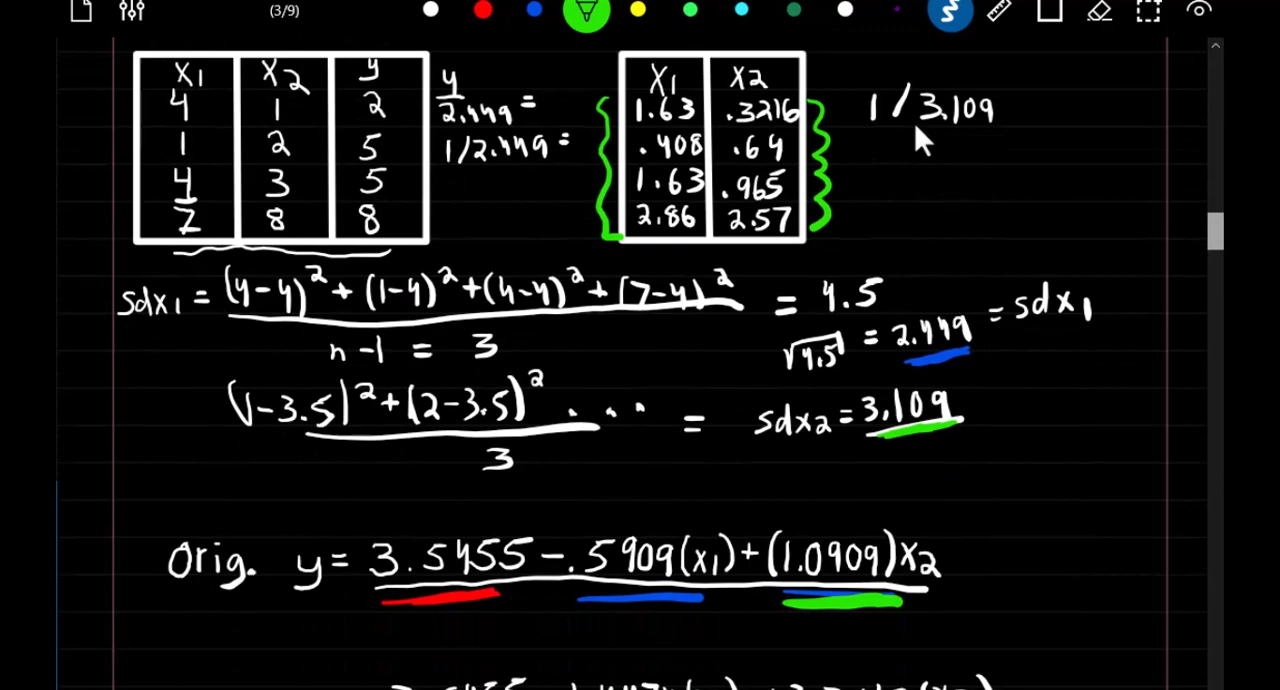 (3/9)
x1 x2 y
4 1 2
1 2 5
4 3 5
7 8 8
y/2.449 =
1/2.449 =
x1 x2
1.63 .3216
.408 .64
1.63 .965
2.86 2.57
1/3.109
sdx1 = (4-4)^2 + (1-4)^2 + (4-4)^2 + (7-4)^2 = 4.5
n-1 = 3
√4.5 = 2.449 = sdx1
(1-3.5)^2 + (2-3.5)^2 ... = sdx2 = 3.109
3
Orig. y = 3.5455 - .5909(x1) + (1.0909)x2